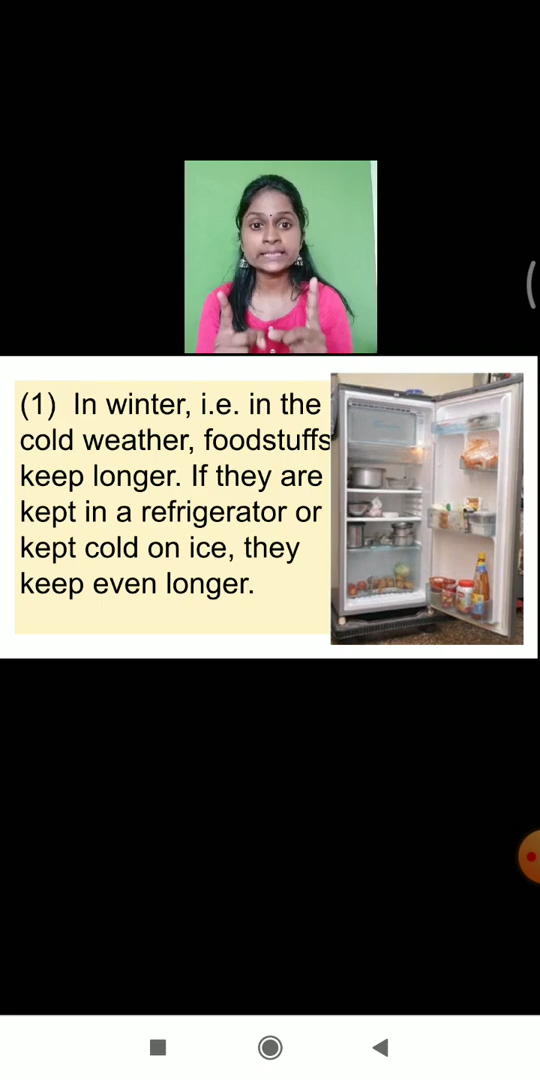 (1) In winter, i.e. in the
cold weather, foodstuffs
keep longer. If they are
kept in a refrigerator or
kept cold on ice, they
keep even longer.